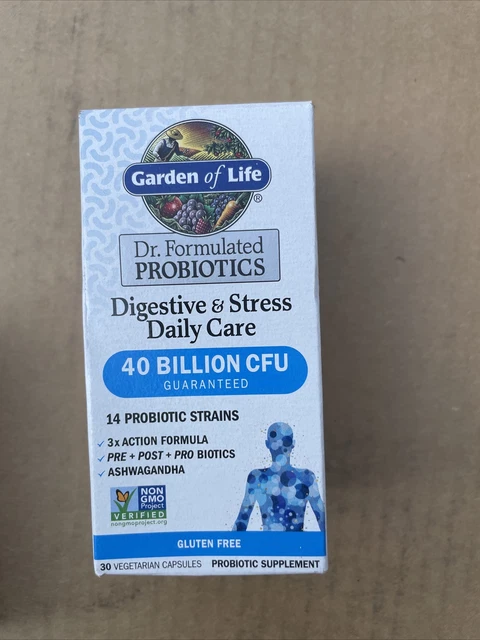 Garden of Life
®
Dr. Formulated
PROBIOTICS
Digestive & Stress
Daily Care
40 BILLION CFU
GUARANTEED
14 PROBIOTIC STRAINS
✓ 3x ACTION FORMULA
✓ PRE + POST + PRO BIOTICS
✓ ASHWAGANDHA
NON
GMO
Project
VERIFIED
nongmoproject.org
GLUTEN FREE
30 VEGETARIAN CAPSULES PROBIOTIC SUPPLEMENT